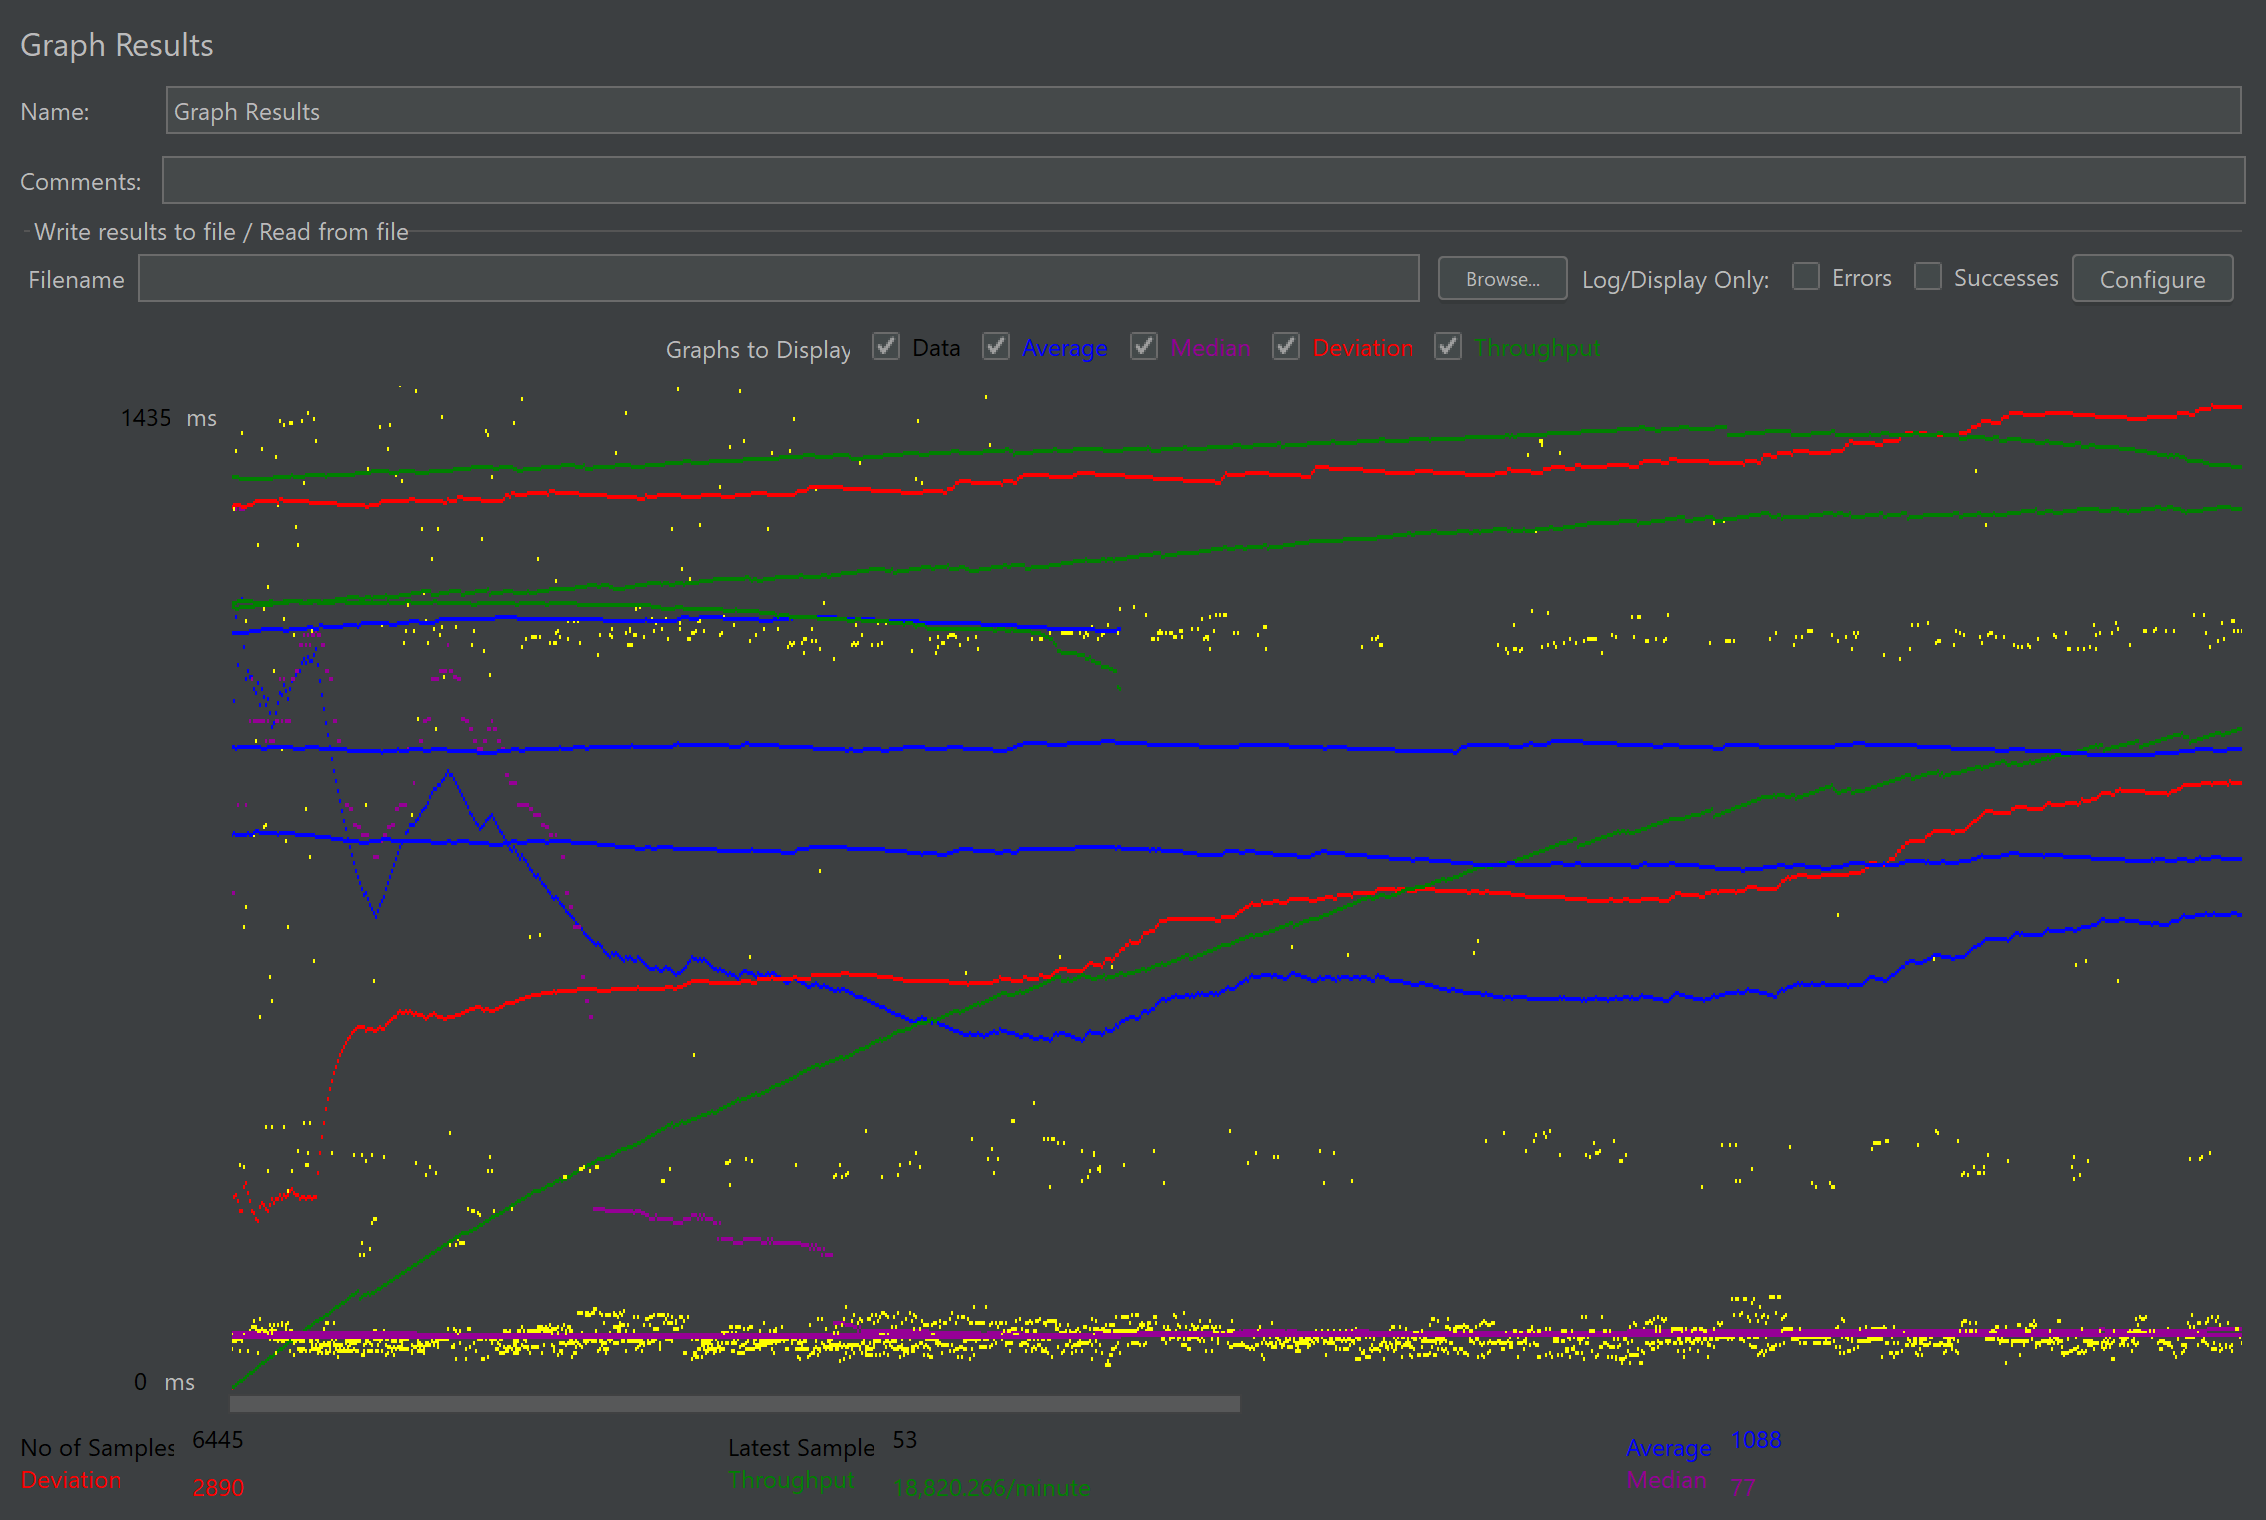 Graph Results
Name: Graph Results
Comments:
Write results to file / Read from file
Filename Browse... Log/Display Only: Errors Successes Configure
Graphs to Display Data Average Median Deviation Throughput
1435 ms
0 ms
No of Samples 6445 Latest Sample 53 Average 1088
Deviation 2890 Throughput 18,820.266/minute Median 77